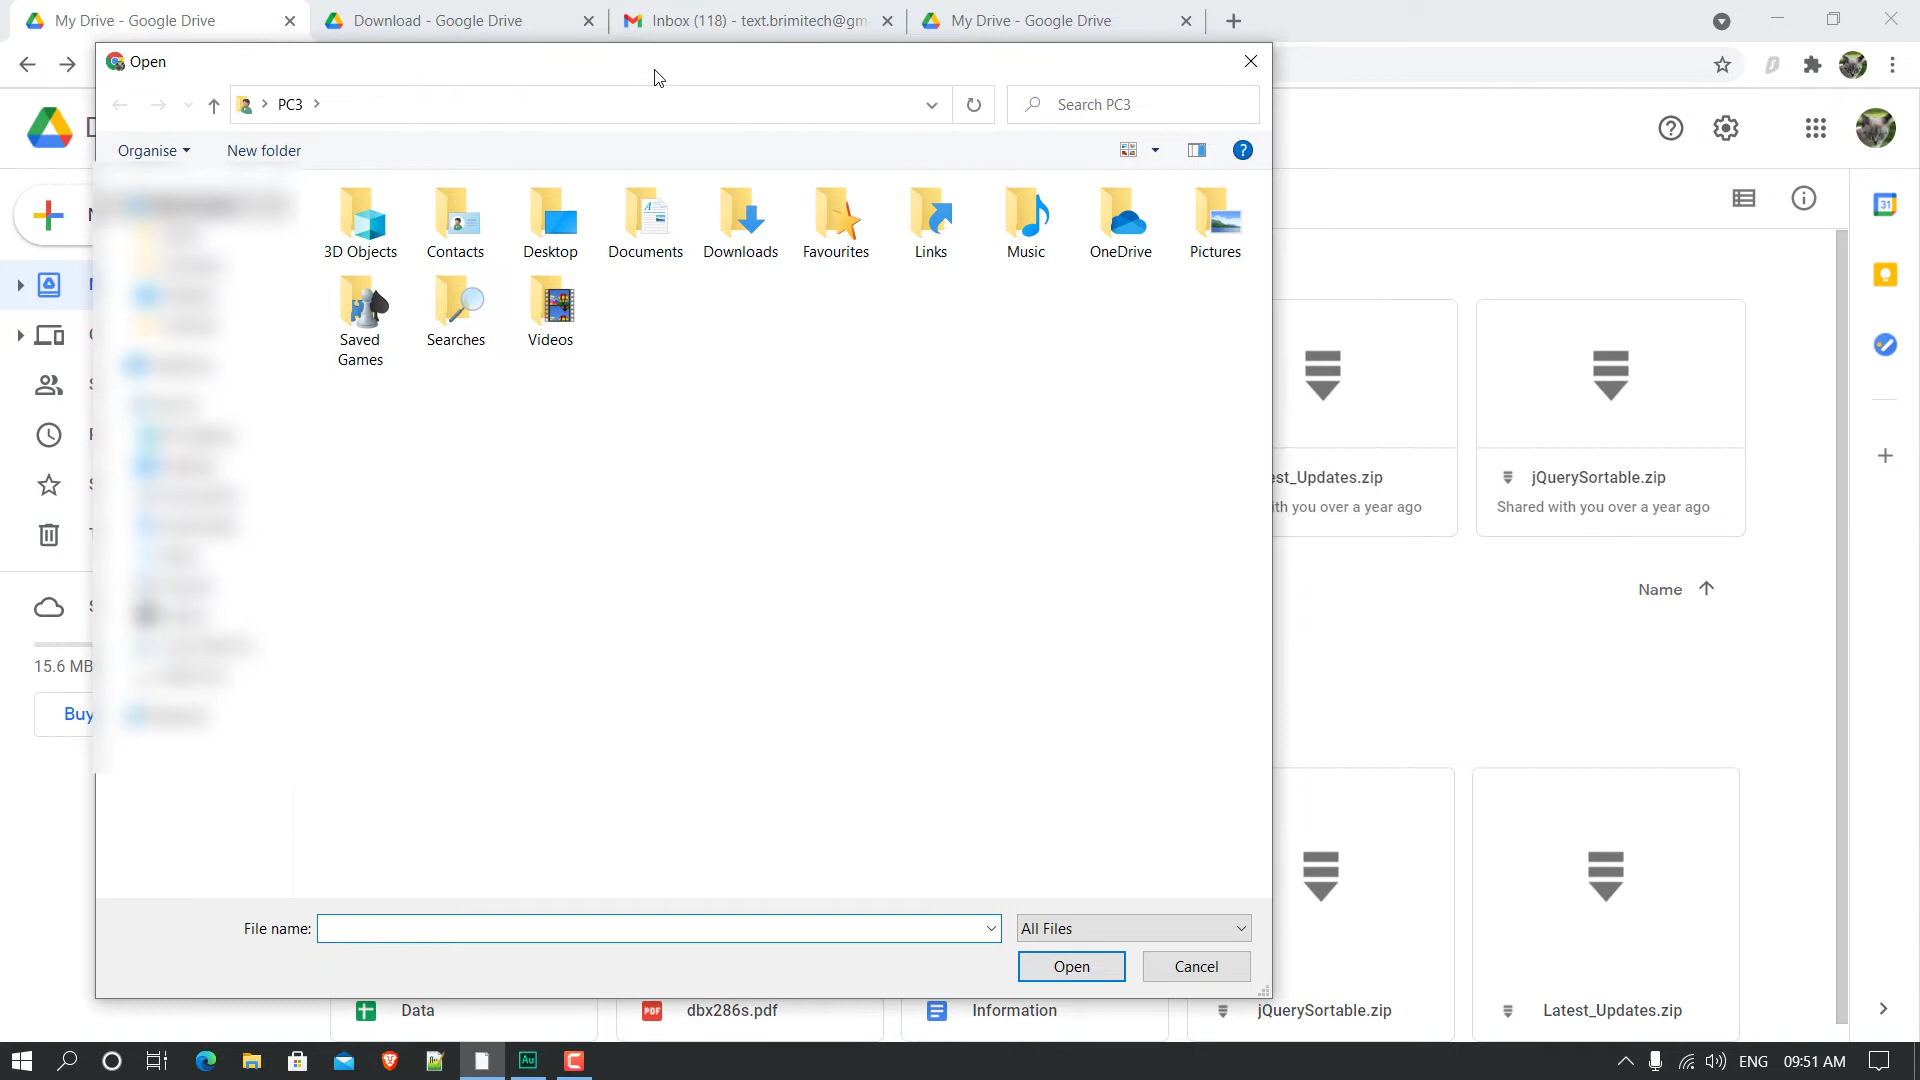 My Drive - Google Drive
Download - Google Drive
Inbox (118) - text.brimitech@gm
My Drive - Google Drive
Open
PC3
Search PC3
Organise
New folder
3D Objects
Contacts
Desktop
Documents
Downloads
Favourites
Links
Music
OneDrive
Pictures
Saved Games
Searches
Videos
31
est_Updates.zip
th you over a year ago
jQuerySortable.zip
Shared with you over a year ago
Name
15.6 MB
Buy
File name:
All Files
Open
Cancel
Data
PDF
dbx286s.pdf
Information
jQuerySortable.zip
Latest_Updates.zip
Au
C
ENG
09:51 AM